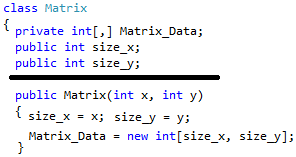 class Matrix
{
private int[,] Matrix_Data;
public int size_x;
public int size_y;
public Matrix(int x, int y)
{ size_x = x; size_y = y;
Matrix_Data = new int[size_x, size_y];
}